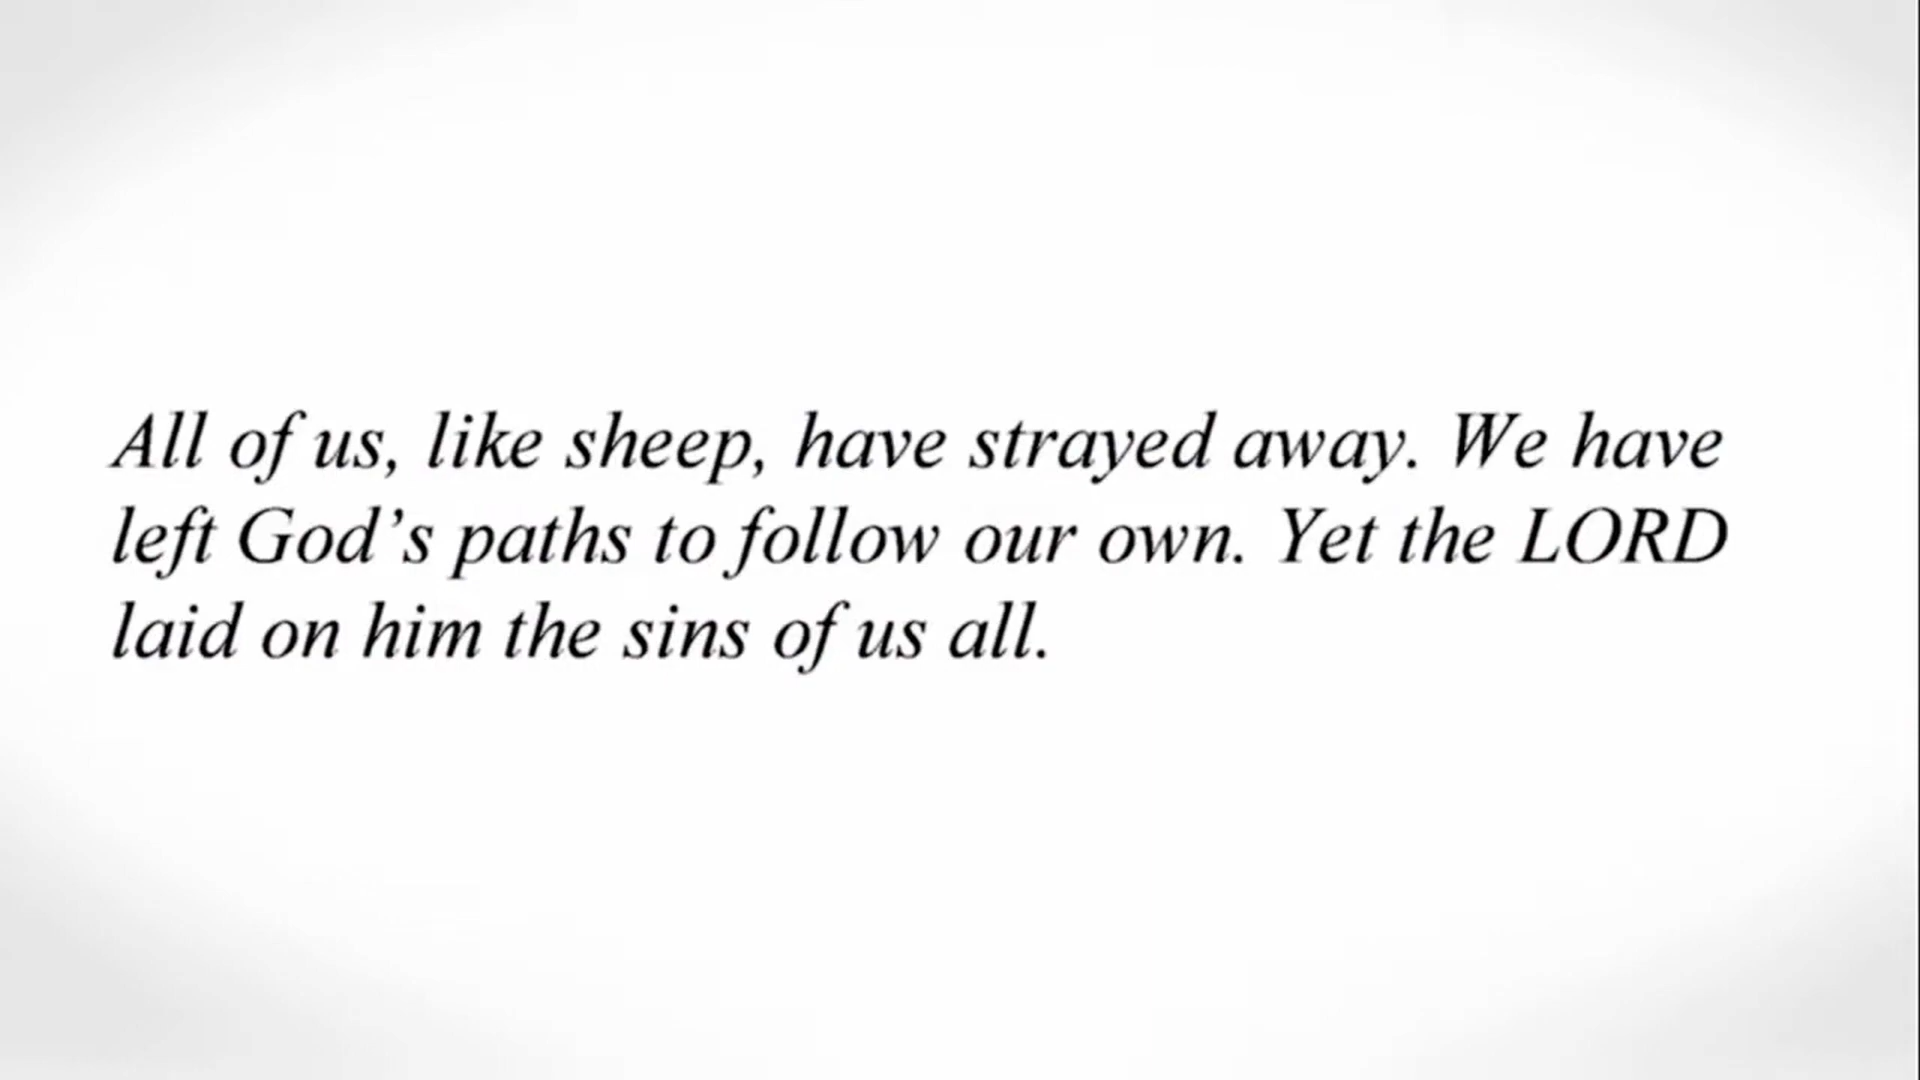 All of us, like sheep, have strayed away. We have
left God’s paths to follow our own. Yet the LORD
laid on him the sins of us all.